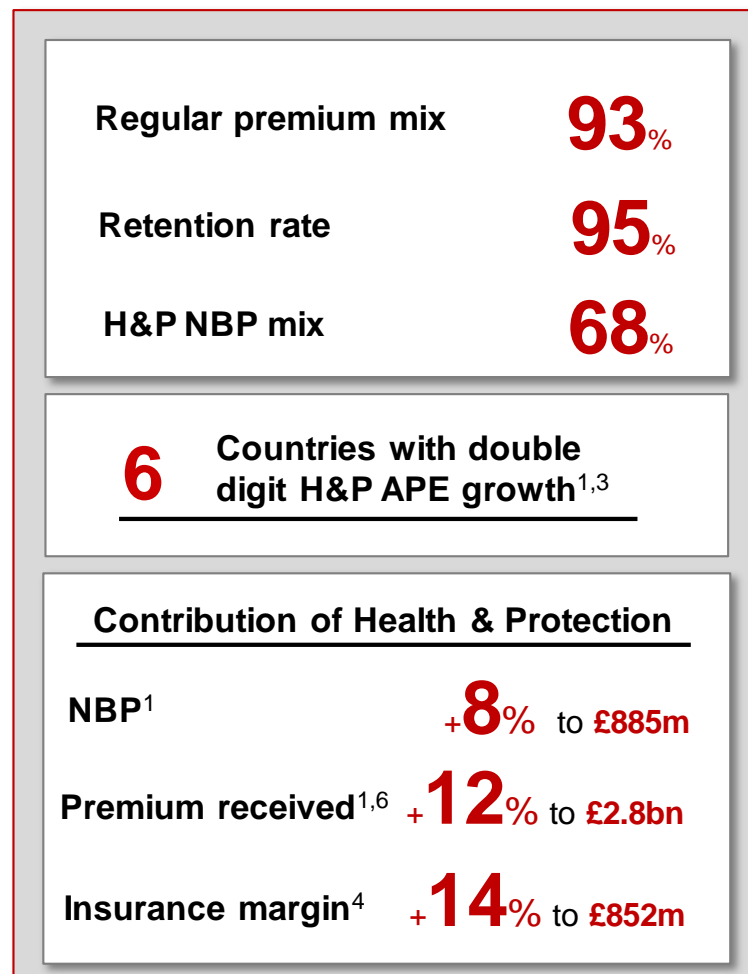 Regular premium mix 93%
Retention rate 95%
H&P NBP mix 68%
6 Countries with double
digit H&P APE growth1,3
Contribution of Health & Protection
NBP1 +8% to £885m
Premium received1,6 +12% to £2.8bn
Insurance margin4 +14% to £852m